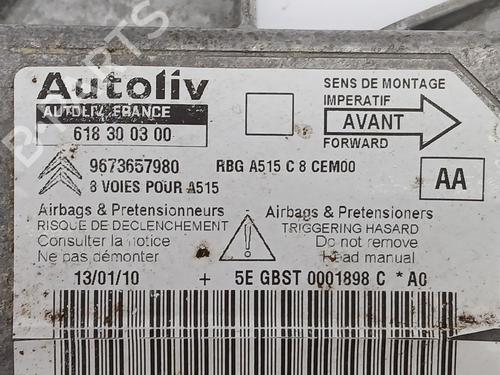 Autoliv
AUTOLIV FRANCE
618 30 03 00
SENS DE MONTAGE
IMPERATIF
AVANT
FORWARD
9673657980 RBG A515 C 8 CEM00
8 VOIES POUR A515
AA
Airbags & Pretensionneurs
RISQUE DE DECLENCHEMENT
Consulter la notice
Ne pas démonter
Airbags & Pretensioners
TRIGGERING HASARD
Do not remove
Read manual
13/01/10 + 5E GBST 0001898 C * A0